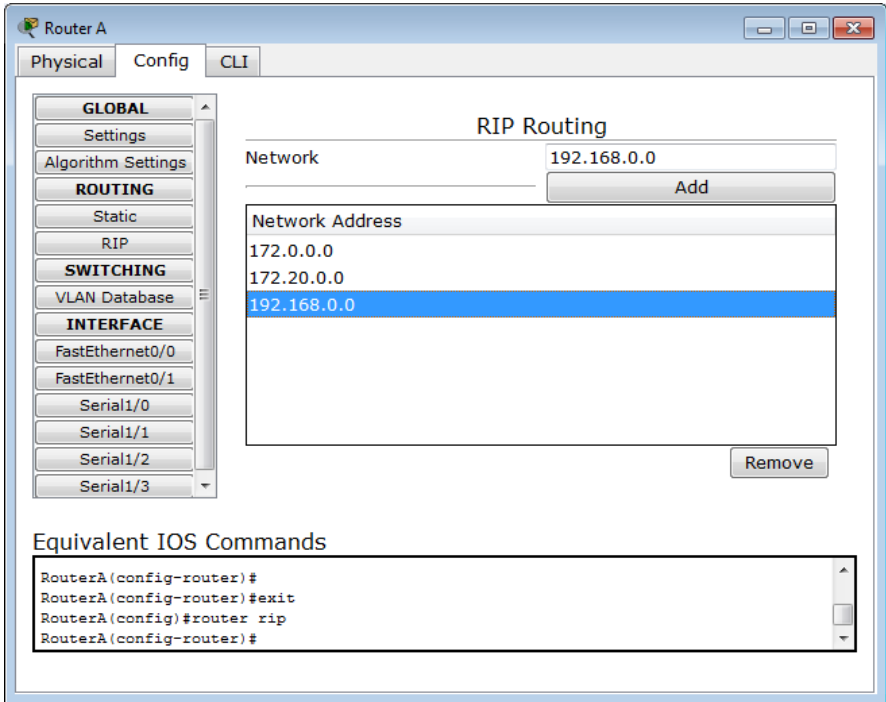 Router A
Physical Config CLI
GLOBAL
Settings
Algorithm Settings
ROUTING
Static
RIP
SWITCHING
VLAN Database
INTERFACE
FastEthernet0/0
FastEthernet0/1
Serial1/0
Serial1/1
Serial1/2
Serial1/3
RIP Routing
Network 192.168.0.0
Add
Network Address
172.0.0.0
172.20.0.0
192.168.0.0
Remove
Equivalent IOS Commands
RouterA(config-router)#
RouterA(config-router)#exit
RouterA(config)#router rip
RouterA(config-router)#